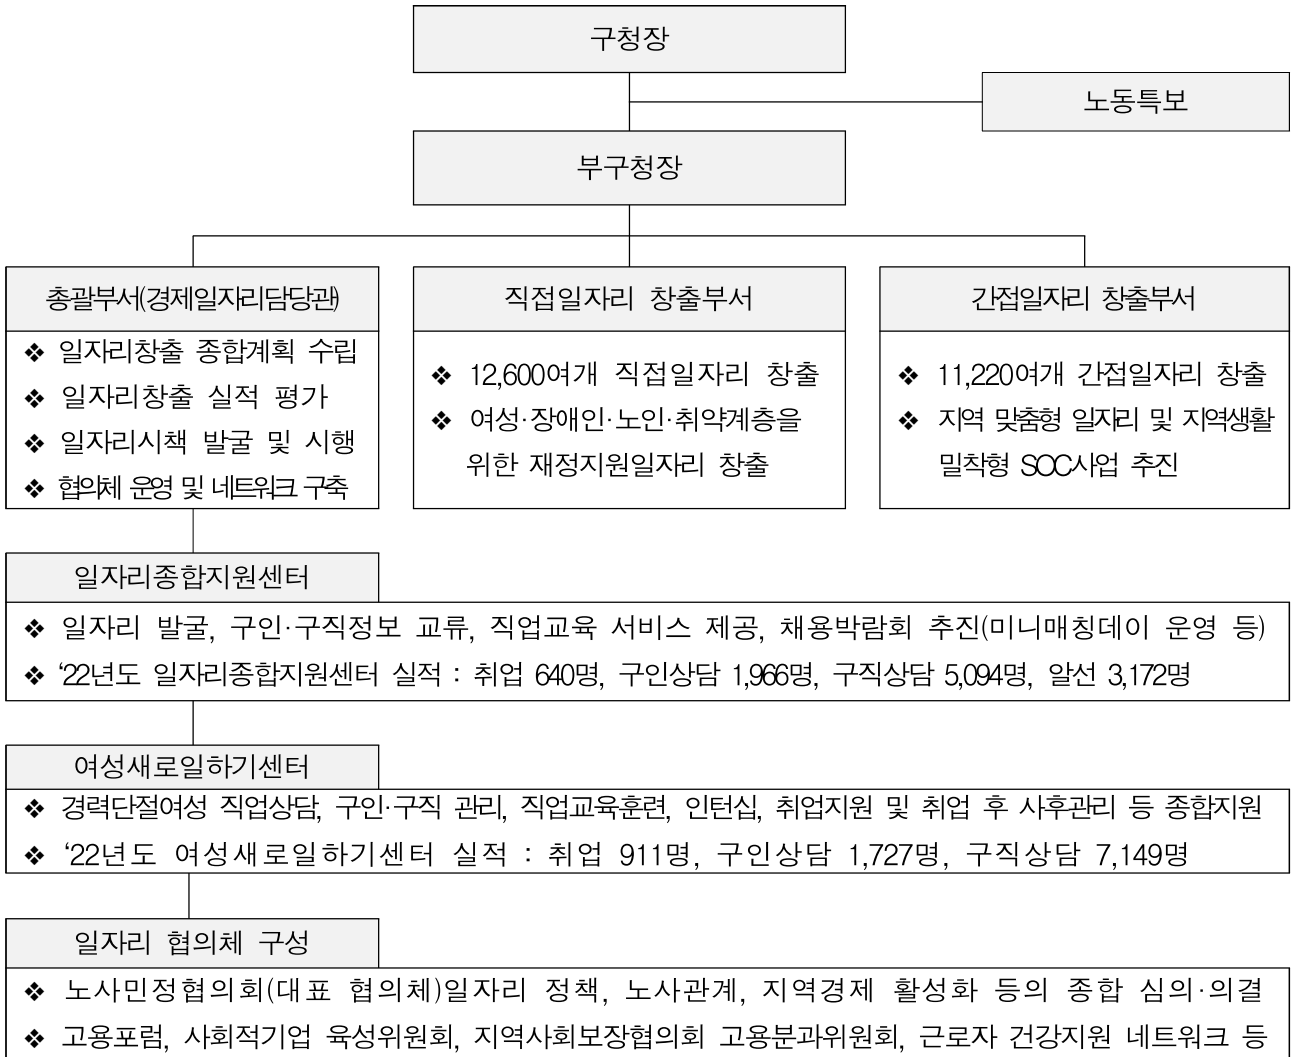 구청장
노동특보
부구청장
총괄부서(경제일자리담당관)
❖ 일자리창출 종합계획 수립
❖ 일자리창출 실적 평가
❖ 일자리시책 발굴 및 시행
❖ 협의체 운영 및 네트워크 구축
직접일자리 창출부서
❖ 12,600여개 직접일자리 창출
❖ 여성·장애인·노인·취약계층을
위한 재정지원일자리 창출
간접일자리 창출부서
❖ 11,220여개 간접일자리 창출
❖ 지역 맞춤형 일자리 및 지역생활
밀착형 SOC사업 추진
일자리종합지원센터
❖ 일자리 발굴, 구인·구직정보 교류, 직업교육 서비스 제공, 채용박람회 추진(미니매칭데이 운영 등)
❖ ‘22년도 일자리종합지원센터 실적 : 취업 640명, 구인상담 1,966명, 구직상담 5,094명, 알선 3,172명
여성새로일하기센터
❖ 경력단절여성 직업상담, 구인·구직 관리, 직업교육훈련, 인턴십, 취업지원 및 취업 후 사후관리 등 종합지원
❖ ‘22년도 여성새로일하기센터 실적 : 취업 911명, 구인상담 1,727명, 구직상담 7,149명
일자리 협의체 구성
❖ 노사민정협의회(대표 협의체)일자리 정책, 노사관계, 지역경제 활성화 등의 종합 심의·의결
❖ 고용포럼, 사회적기업 육성위원회, 지역사회보장협의회 고용분과위원회, 근로자 건강지원 네트워크 등